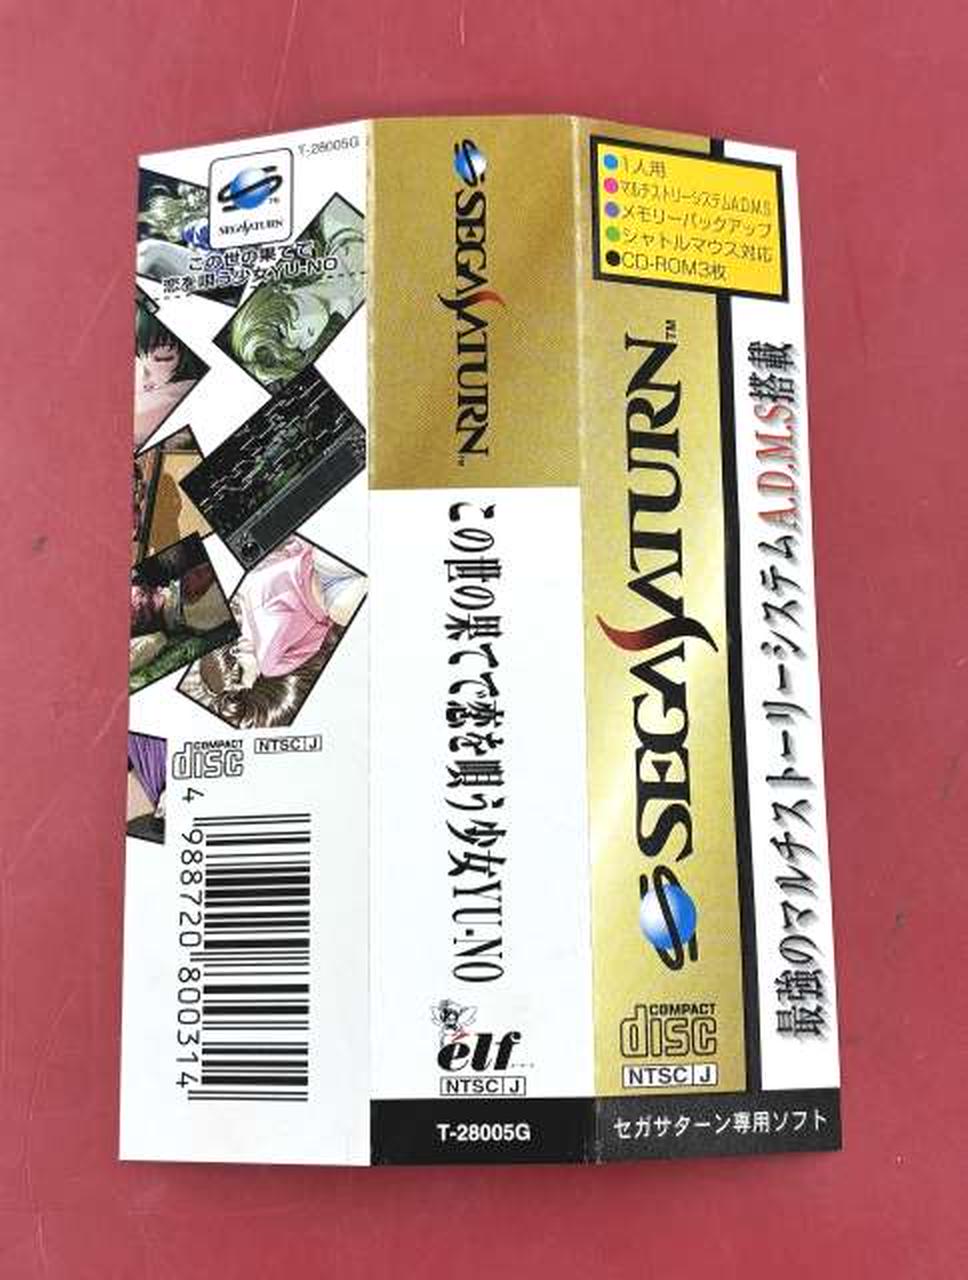 T-28005G
SEGA SATURN
この世の果てで
恋を唄う少女YU-NO
COMPACT
disc
NTSC J
4 988720 800314
SEGA SATURN™
この世の果てで恋を唄う少女YU-NO
elf
NTSC J
T-28005G
●1人用
●マルチストーリーシステムA.D.M.S
●メモリーバックアップ
●シャトルマウス対応
●CD-ROM3枚
SEGA SATURN™
COMPACT
disc
NTSC J
最強のマルチストーリーシステムA.D.M.S搭載
セガサターン専用ソフト